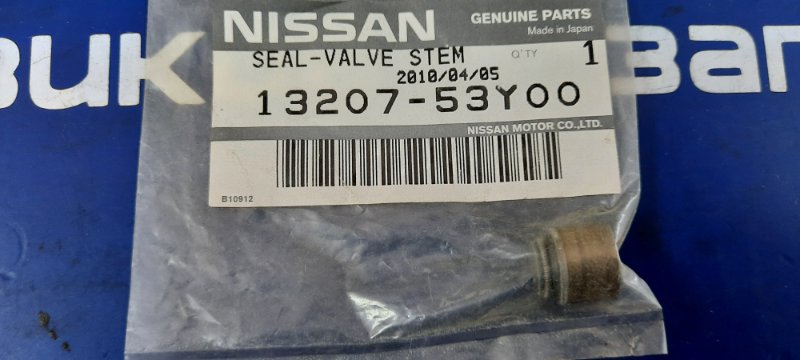 NISSAN
GENUINE PARTS
Made in Japan
SEAL-VALVE STEM
Q'TY
1
2010/04/05
13207-53Y00
NISSAN MOTOR CO.,LTD.
B10912